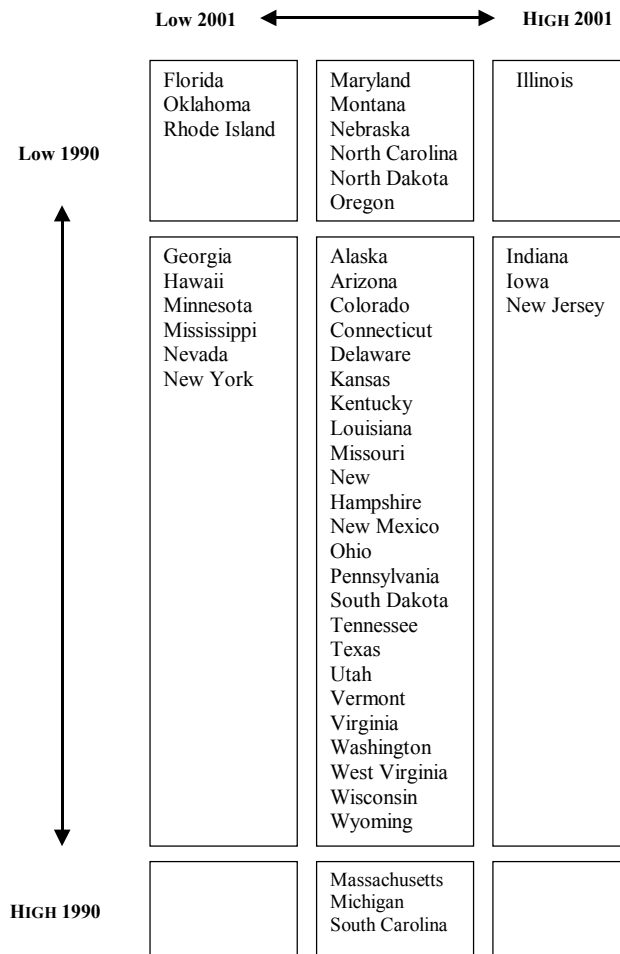 LOW 2001
HIGH 2001
LOW 1990
Florida
Oklahoma
Rhode Island
Maryland
Montana
Nebraska
North Carolina
North Dakota
Oregon
Illinois
Georgia
Hawaii
Minnesota
Mississippi
Nevada
New York
Alaska
Arizona
Colorado
Connecticut
Delaware
Kansas
Kentucky
Louisiana
Missouri
New
Hampshire
New Mexico
Ohio
Pennsylvania
South Dakota
Tennessee
Texas
Utah
Vermont
Virginia
Washington
West Virginia
Wisconsin
Wyoming
Indiana
Iowa
New Jersey
HIGH 1990
Massachusetts
Michigan
South Carolina